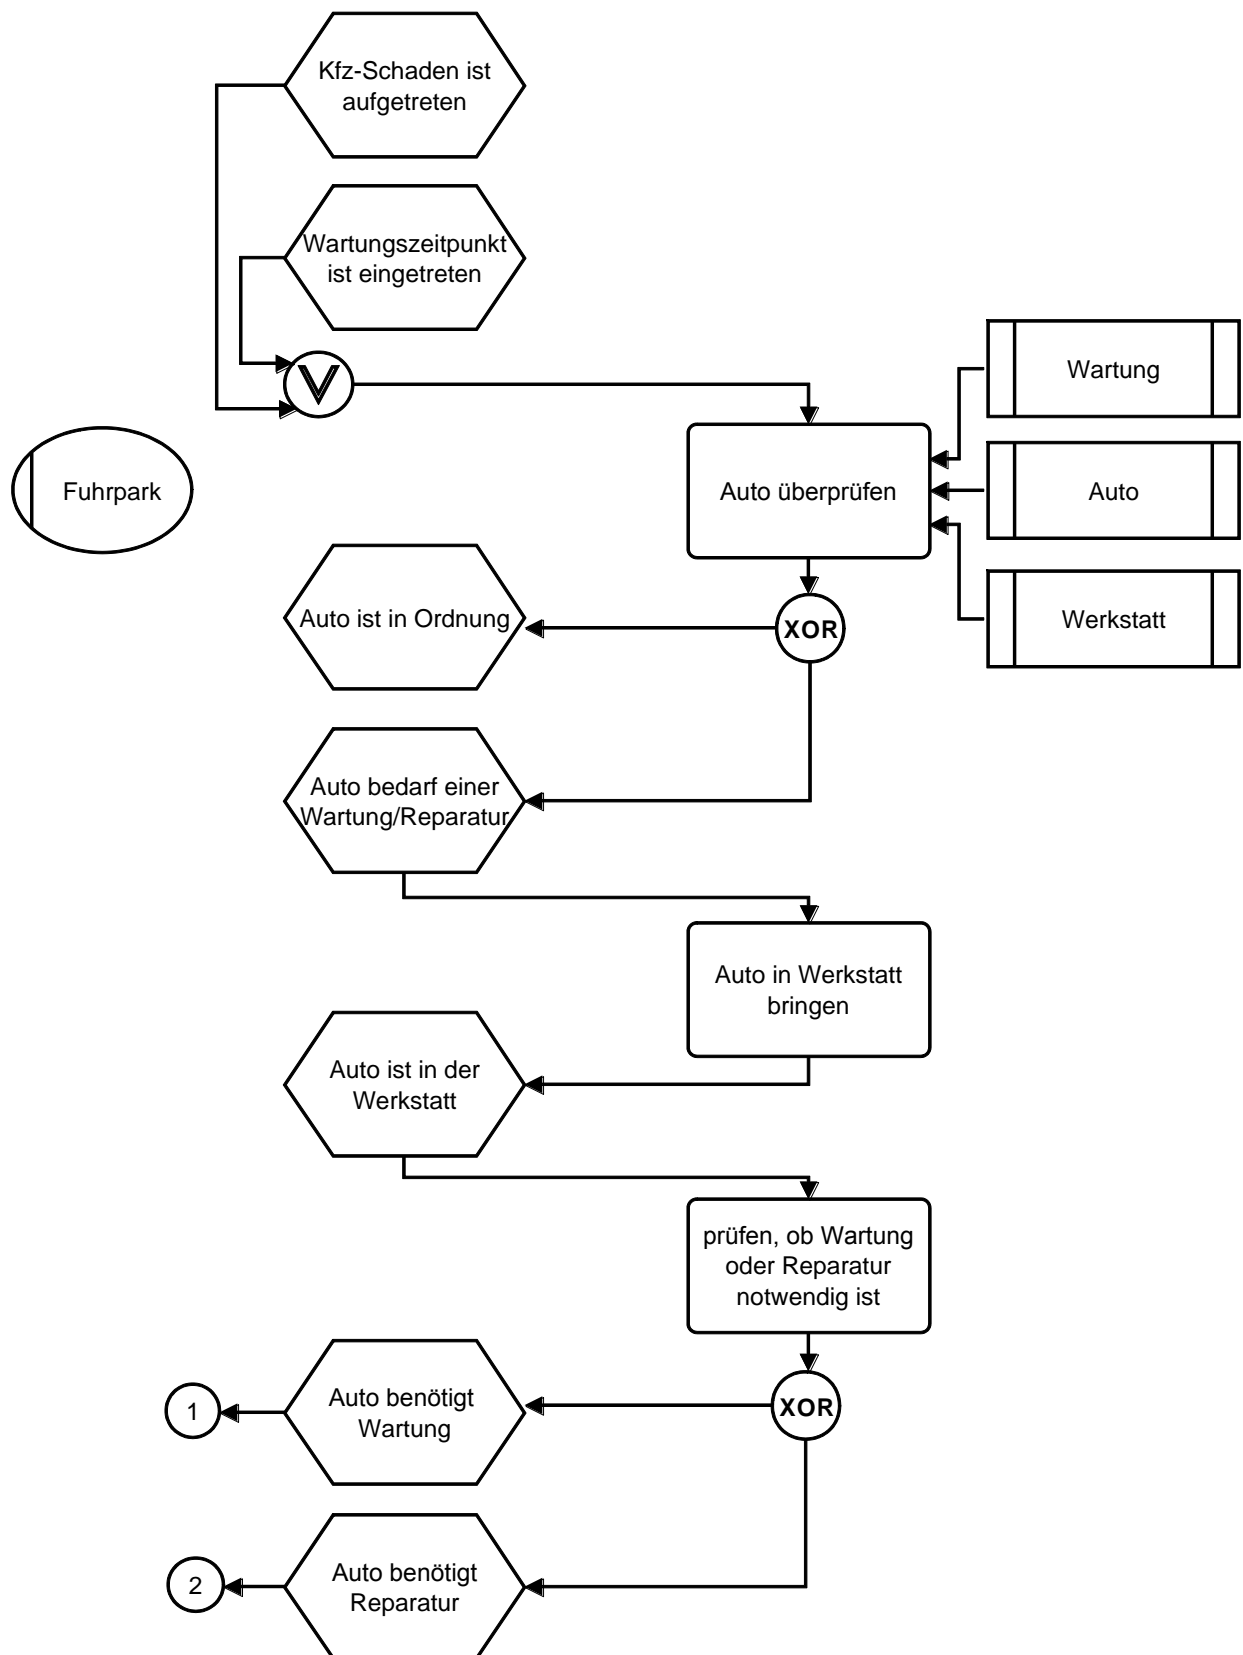 Kfz-Schaden ist
aufgetreten
Wartungszeitpunkt
ist eingetreten
V
Wartung
Auto
Werkstatt
Fuhrpark
Auto überprüfen
Auto ist in Ordnung
XOR
Auto bedarf einer
Wartung/Reparatur
Auto in Werkstatt
bringen
Auto ist in der
Werkstatt
prüfen, ob Wartung
oder Reparatur
notwendig ist
1
Auto benötigt
Wartung
XOR
2
Auto benötigt
Reparatur